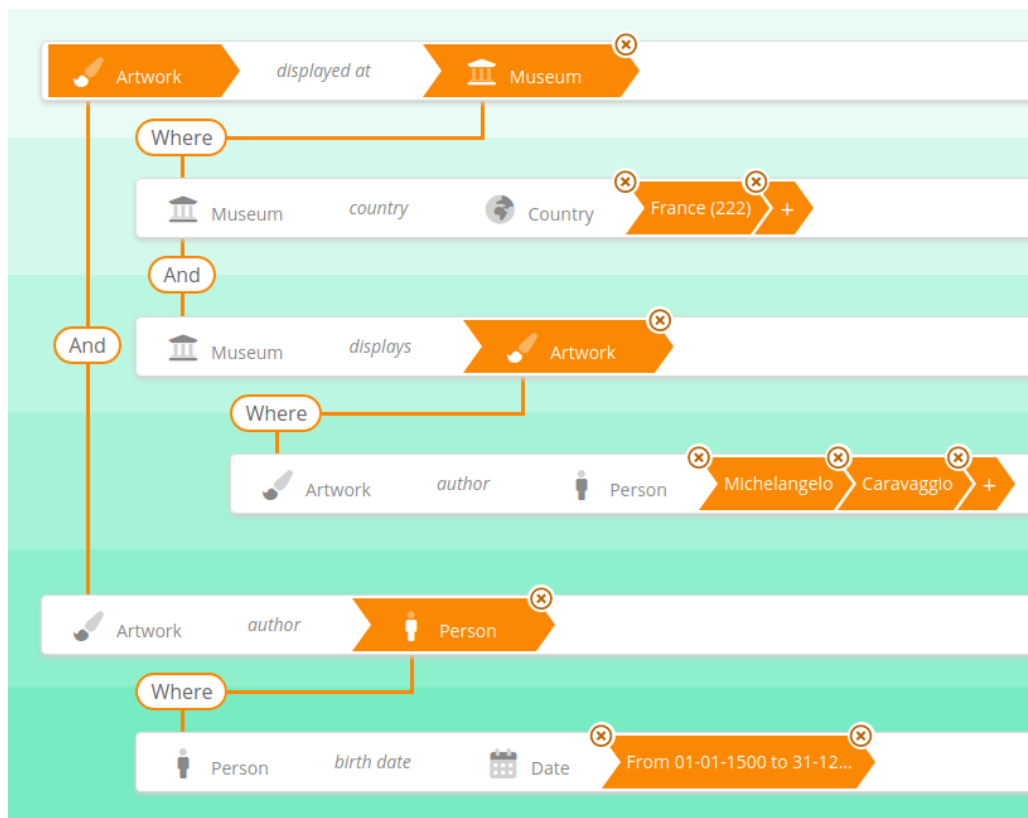 Artwork displayed at Museum
Where
Museum country Country France (222) +
And
Museum displays Artwork
And
Where
Artwork author Person Michelangelo Caravaggio +
Artwork author Person
Where
Person birth date Date From 01-01-1500 to 31-12...